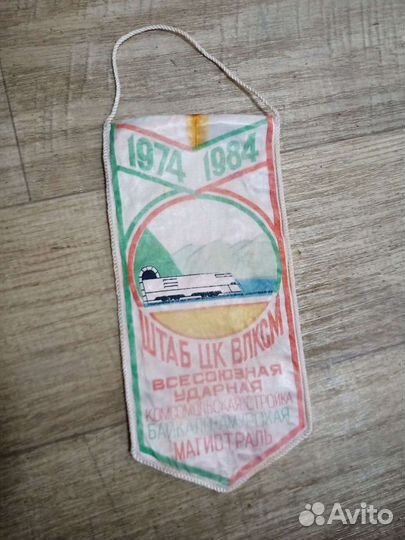 1974 1984
ШТАБ ЦК ВЛКСМ
ВСЕСОЮЗНАЯ
УДАРНАЯ
КОМСОМОЛЬСКАЯ СТРОЙКА
БАЙКАЛО-АМУРСКАЯ
МАГИСТРАЛЬ
Avito